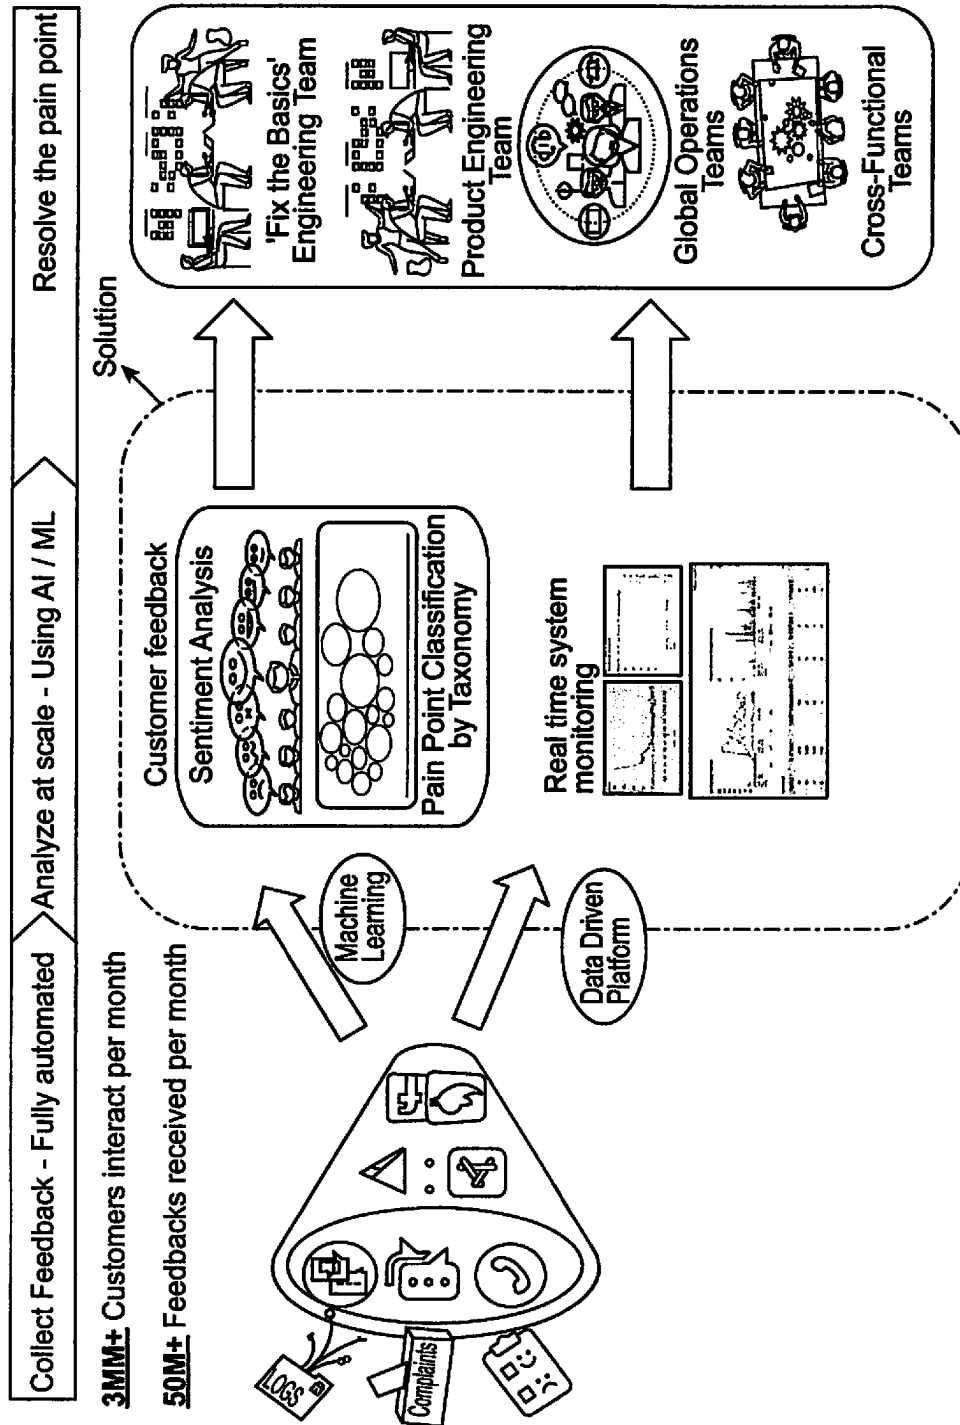 Collect Feedback - Fully automated
Analyze at scale - Using AI / ML
Resolve the pain point
3MM+ Customers interact per month
50M+ Feedbacks received per month
LOGS
Complaints
Machine
Learning
Data Driven
Platform
Solution
Customer feedback
Sentiment Analysis
Pain Point Classification
by Taxonomy
Real time system
monitoring
'Fix the Basics'
Engineering Team
Product Engineering
Team
Global Operations
Teams
Cross-Functional
Teams